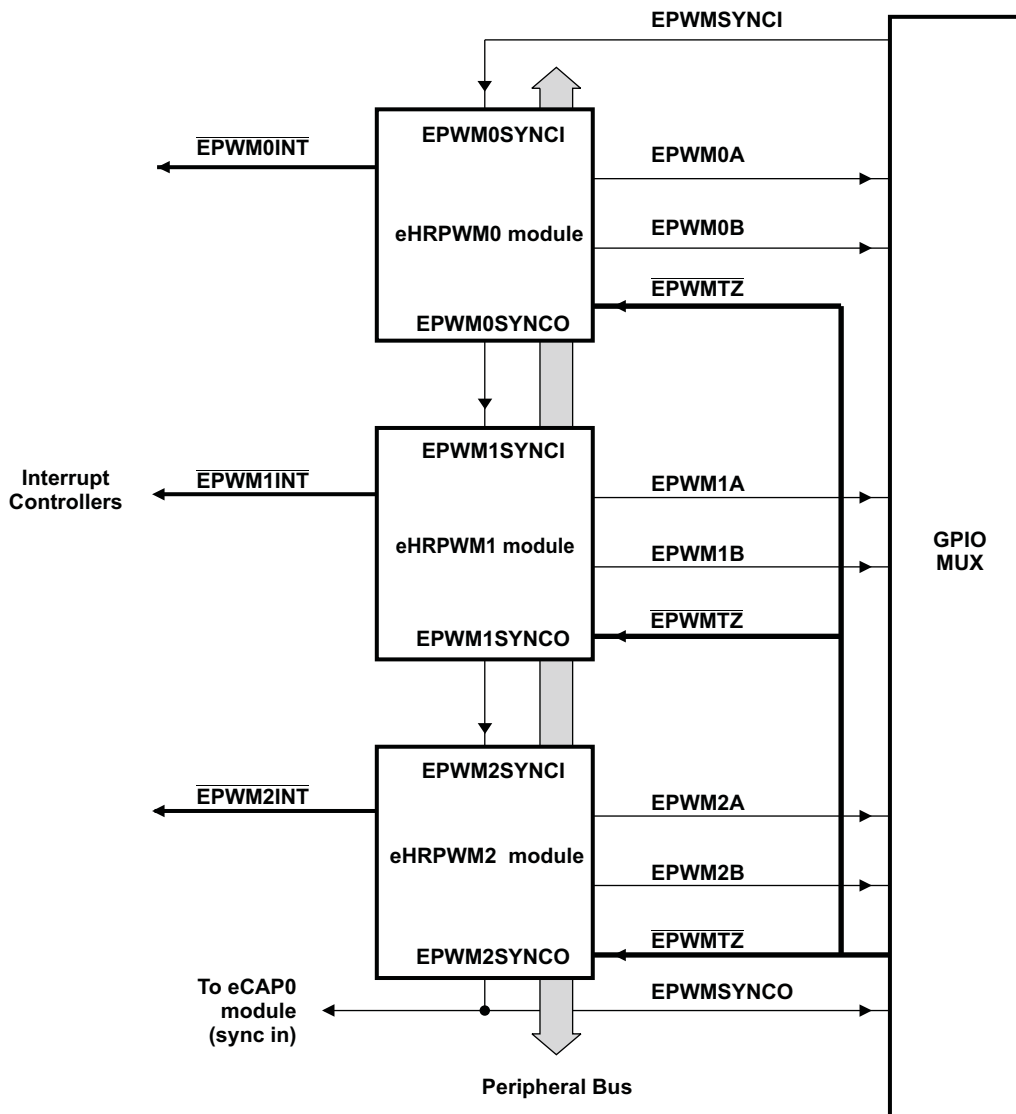 EPWMSYNCI
EPWM0SYNCI
EPWM0INT
EPWM0A
EPWM0B
eHRPWM0 module
EPWMTZ
EPWM0SYNCO
EPWM1SYNCI
Interrupt
Controllers
EPWM1INT
EPWM1A
eHRPWM1 module
EPWM1B
GPIO
MUX
EPWMTZ
EPWM1SYNCO
EPWM2SYNCI
EPWM2INT
EPWM2A
eHRPWM2 module
EPWM2B
EPWMTZ
EPWM2SYNCO
To eCAP0
module
(sync in)
EPWMSYNCO
Peripheral Bus